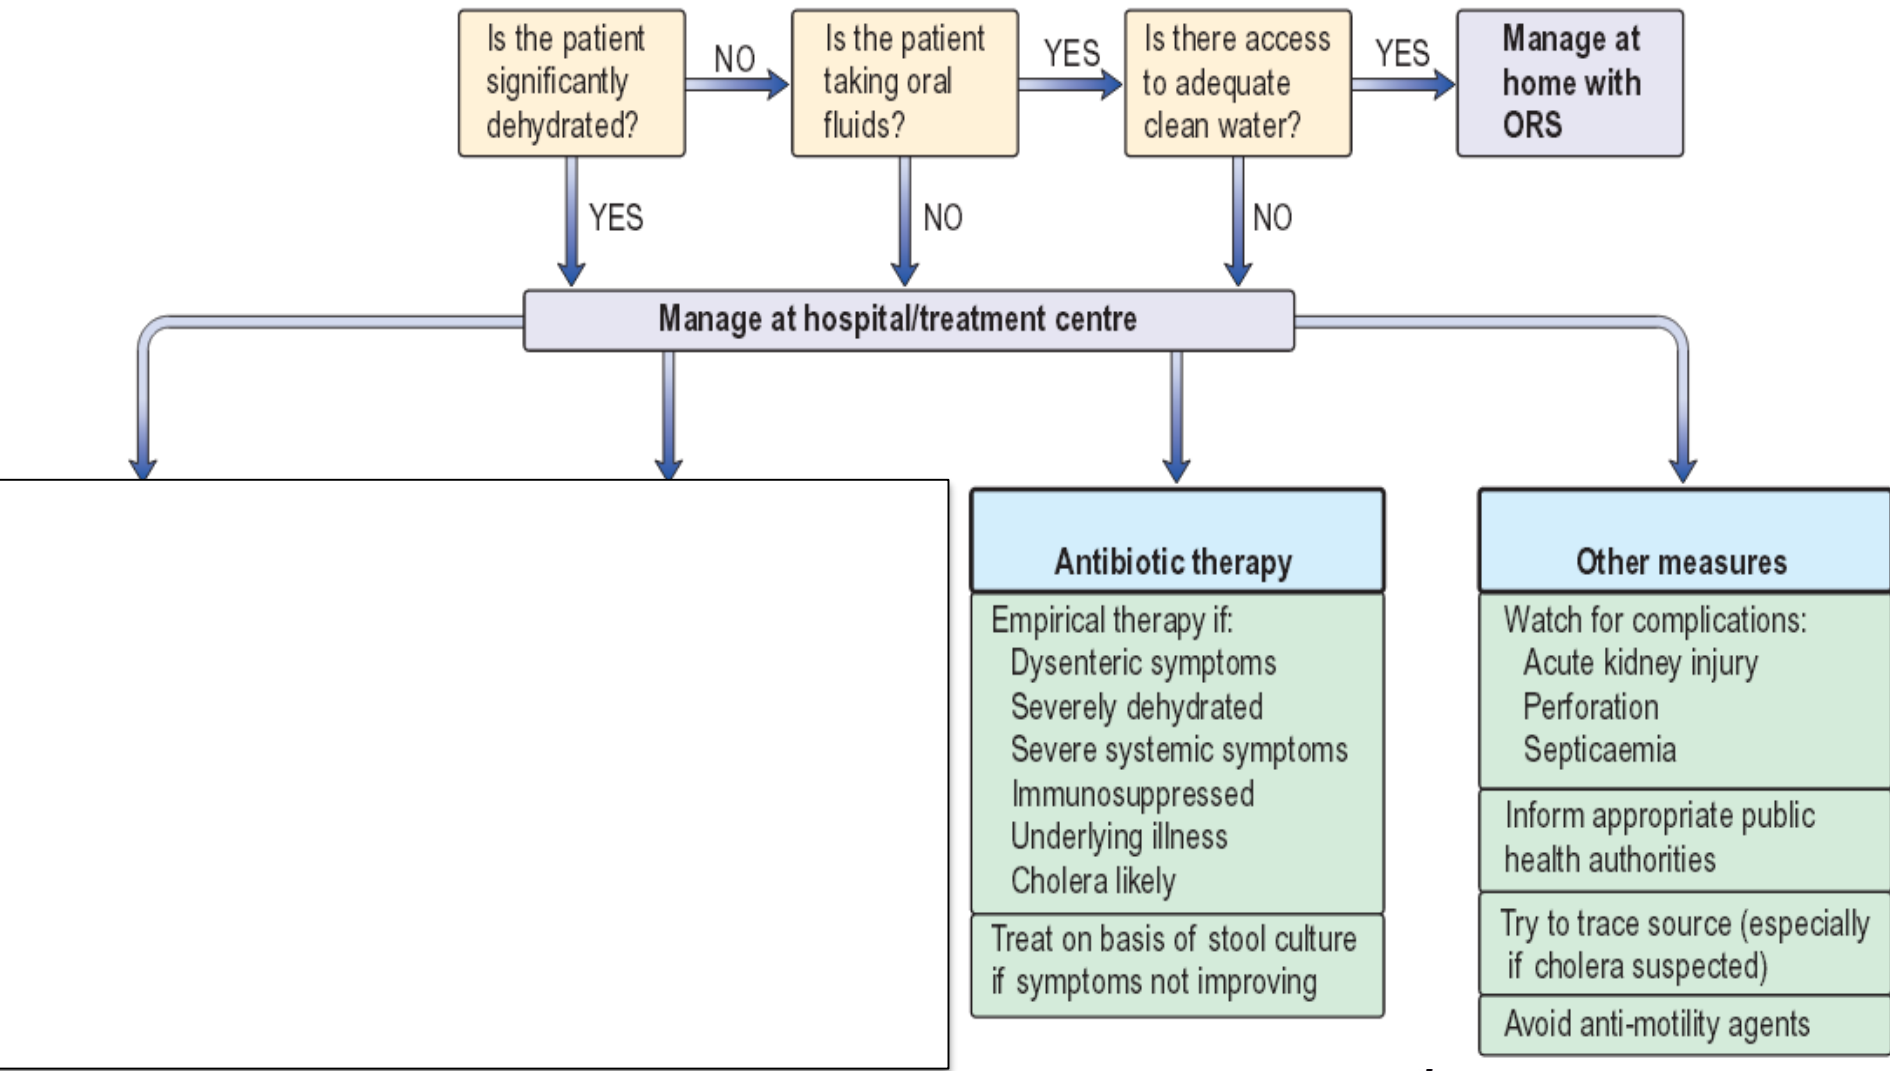 Is the patient
significantly
dehydrated?
NO
Is the patient
taking oral
fluids?
YES
Is there access
to adequate
clean water?
YES
Manage at
home with
ORS
YES
NO
NO
Manage at hospital/treatment centre
Antibiotic therapy
Empirical therapy if:
Dysenteric symptoms
Severely dehydrated
Severe systemic symptoms
Immunosuppressed
Underlying illness
Cholera likely
Treat on basis of stool culture
if symptoms not improving
Other measures
Watch for complications:
Acute kidney injury
Perforation
Septicaemia
Inform appropriate public
health authorities
Try to trace source (especially
if cholera suspected)
Avoid anti-motility agents